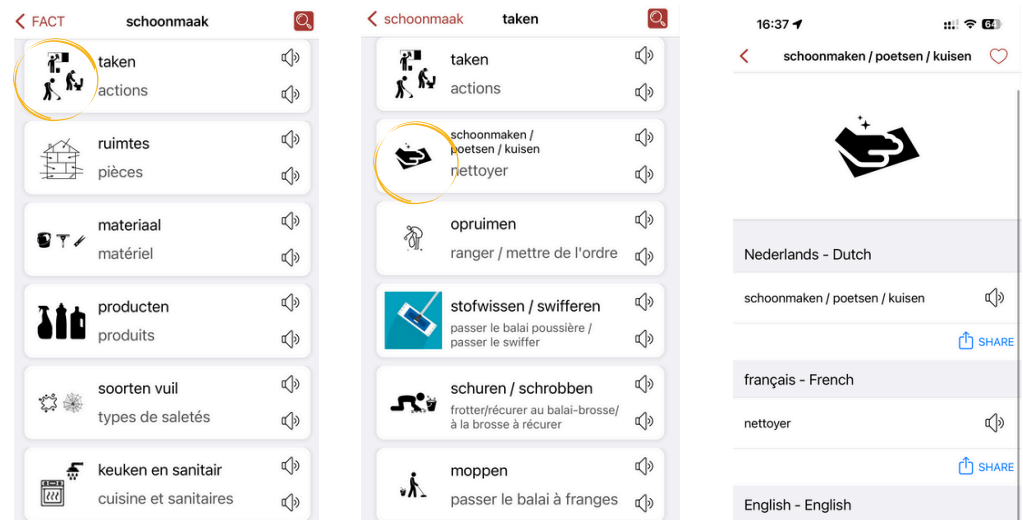 FACT
schoonmaak
taken
actions
ruimtes
pièces
materiaal
matériel
producten
produits
soorten vuil
types de saletés
keuken en sanitair
cuisine et sanitaires
schoonmaak
taken
taken
actions
schoonmaken /
poetsen / kuisen
nettoyer
opruimen
ranger / mettre de l'ordre
stofwissen / swifferen
passer le balai poussière /
passer le swiffer
schuren / schrobben
frotter/récurer au balai-brosse/
à la brosse à récurer
moppen
passer le balai à franges
16:37
64
schoonmaken / poetsen / kuisen
Nederlands - Dutch
schoonmaken / poetsen / kuisen
SHARE
français - French
nettoyer
SHARE
English - English